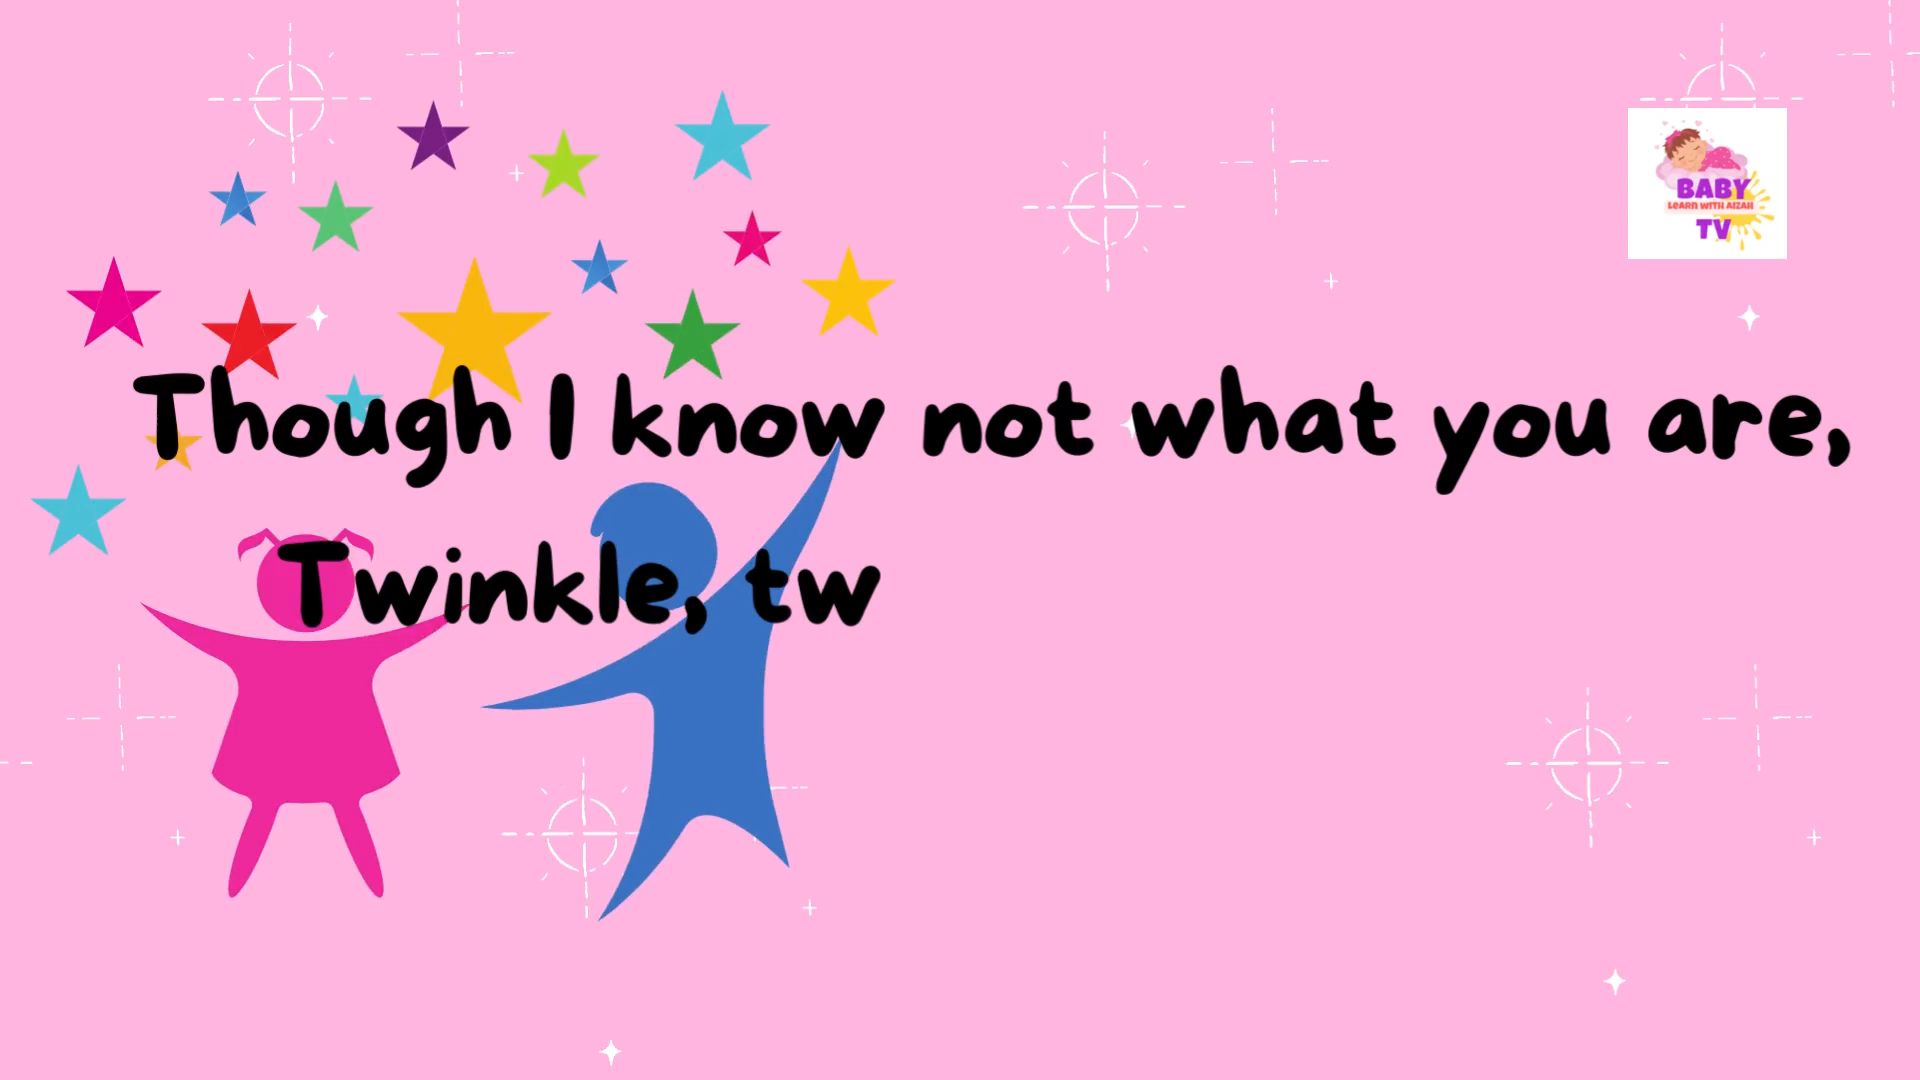 BABY
LEARN WITH AIZAH
TV
Though I know not what you are,
Twinkle, tw